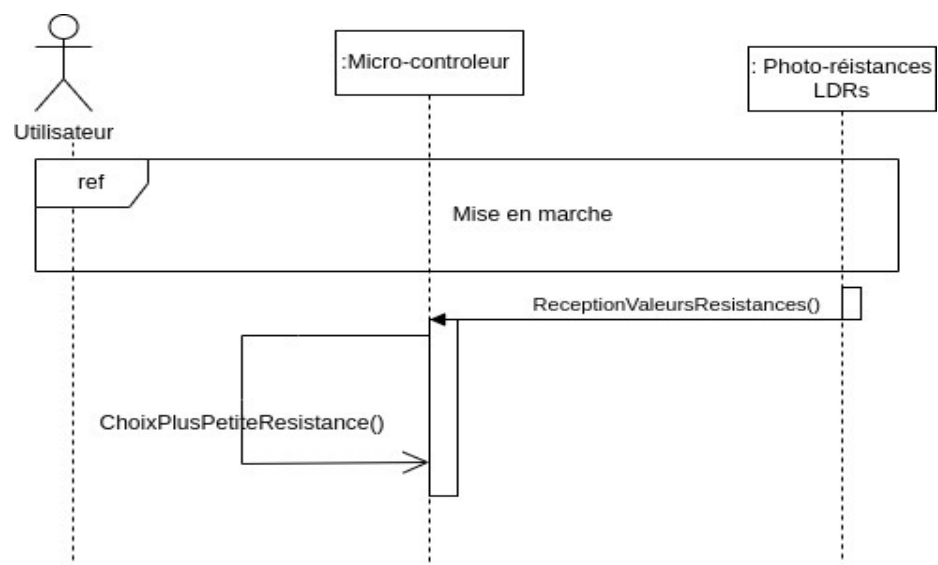 :Micro-controleur
: Photo-réistances
LDRs
Utilisateur
ref
Mise en marche
ReceptionValeursResistances()
ChoixPlusPetiteResistance()